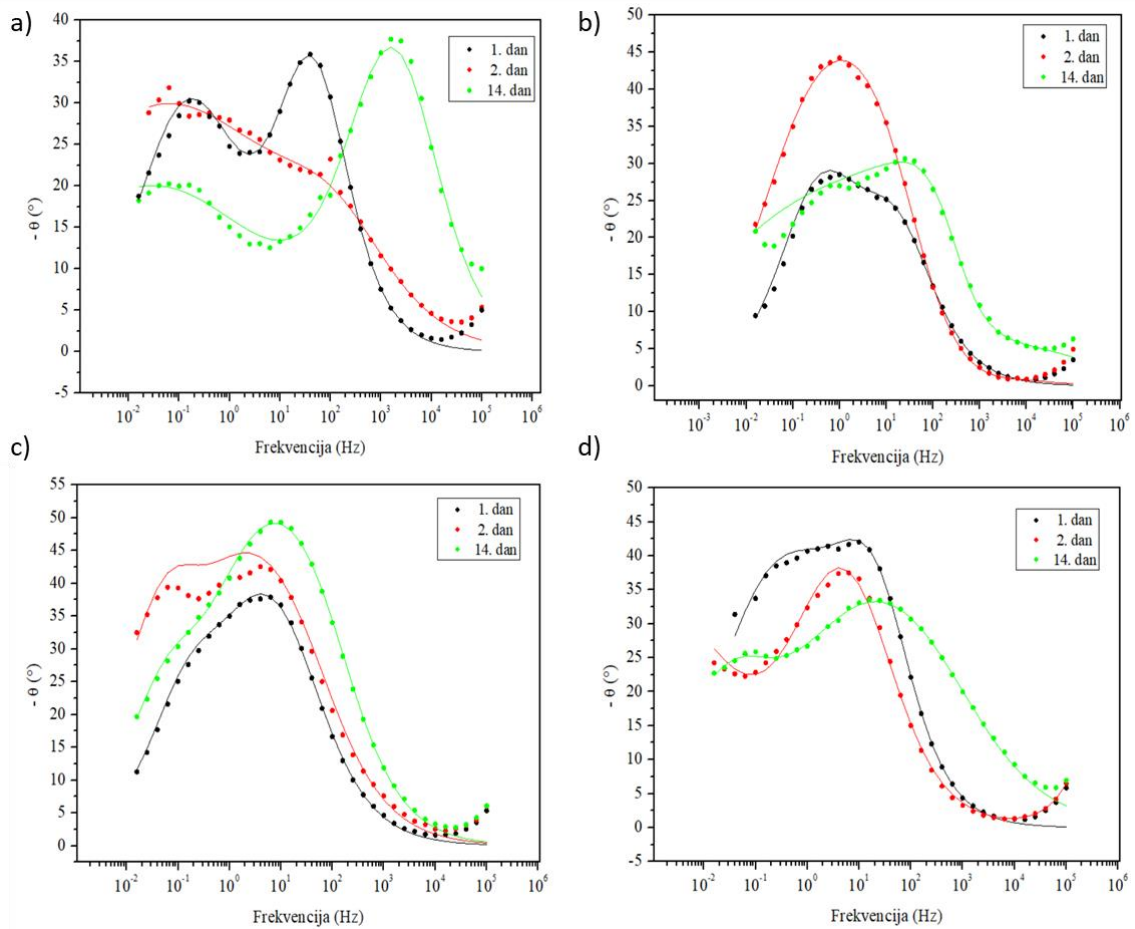 a)
40
35
30
25
20
15
10
5
0
-5
- θ (°)
1. dan
2. dan
14. dan
10-2 10-1 100 101 102 103 104 105 106
Frekvencija (Hz)
b)
50
45
40
35
30
25
20
15
10
5
0
- θ (°)
1. dan
2. dan
14. dan
10-3 10-2 10-1 100 101 102 103 104 105 106
Frekvencija (Hz)
c)
55
50
45
40
35
30
25
20
15
10
5
0
- θ (°)
1. dan
2. dan
14. dan
10-2 10-1 100 101 102 103 104 105 106
Frekvencija (Hz)
d)
50
45
40
35
30
25
20
15
10
5
0
-5
- θ (°)
1. dan
2. dan
14. dan
10-2 10-1 100 101 102 103 104 105 106
Frekvencija (Hz)